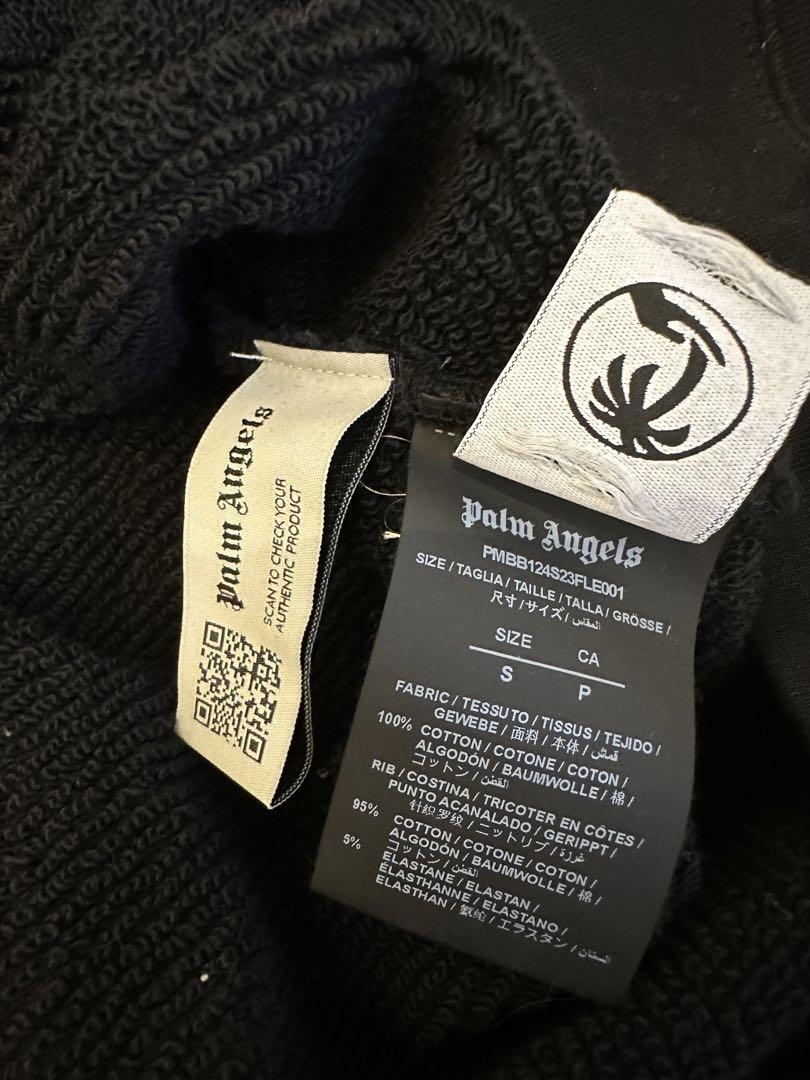 Palm Angels
SCAN TO CHECK YOUR
AUTHENTIC PRODUCT
Palm Angels
PMBB124S23FLE001
SIZE / TAGLIA / TAILLE / TALLA / GRÖSSE /
尺寸 / サイズ / المقاس
SIZE CA
S P
FABRIC / TESSUTO / TISSUS / TEJIDO /
GEWEBE / 面料 / 本体 / قماش
100% COTTON / COTONE / COTON /
ALGODÓN / BAUMWOLLE / 棉 /
コットン / القطن
RIB / COSTINA / TRICOTER EN CÔTES /
PUNTO ACANALADO / GERIPPT /
针织罗纹 / ニットリブ / غرزة
95% COTTON / COTONE / COTON /
ALGODÓN / BAUMWOLLE / 棉 /
コットン / القطن
5% ELASTANE / ELASTAN /
ÉLASTHANNE / ELASTANO /
ELASTHAN / 氨纶 / エラスタン /